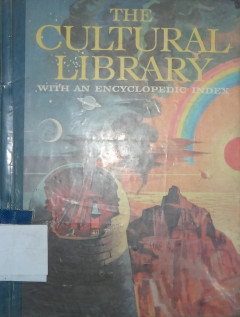 THE
CULTURAL
LIBRARY
WITH AN ENCYCLOPEDIC INDEX